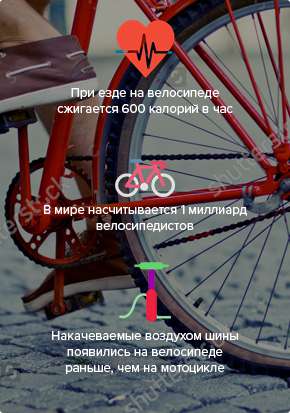 При езде на велосипеде
сжигается 600 калорий в час
В мире насчитывается 1 миллиард
велосипедистов
Накачеваемые воздухом шины
появились на велосипеде
раньше, чем на мотоцикле
shutterstock